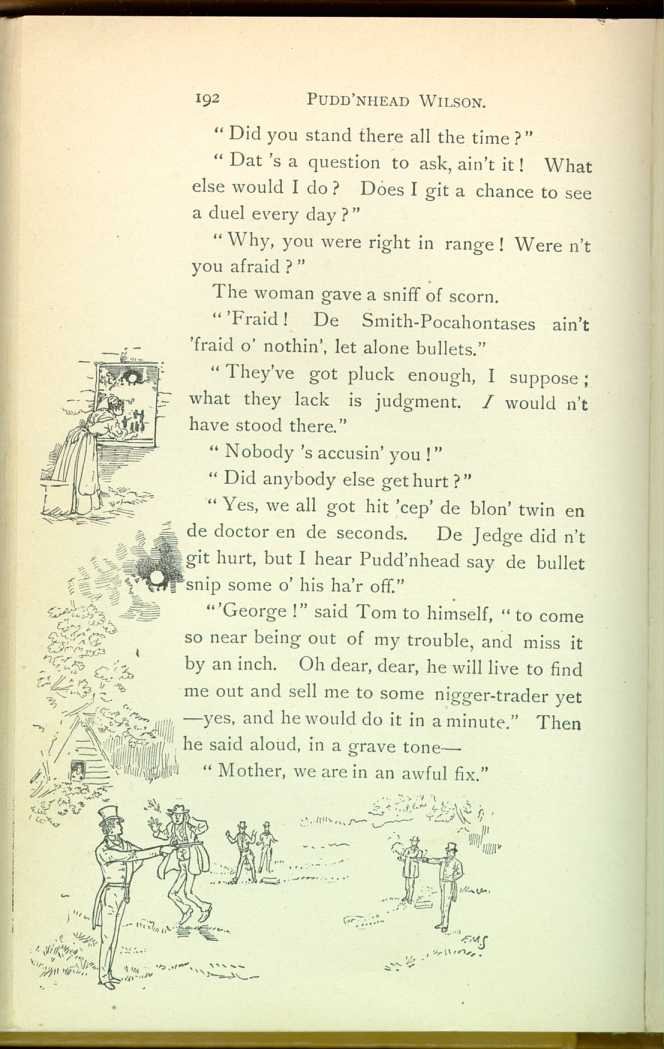 192 PUDD'NHEAD WILSON.
" Did you stand there all the time ? "
" Dat 's a question to ask, ain't it ! What
else would I do ? Does I git a chance to see
a duel every day ? "
" Why, you were right in range ! Were n't
you afraid ? "
The woman gave a sniff of scorn.
" 'Fraid ! De Smith-Pocahontases ain't
'fraid o' nothin', let alone bullets."
" They've got pluck enough, I suppose ;
what they lack is judgment. I would n't
have stood there."
" Nobody 's accusin' you ! "
" Did anybody else get hurt ? "
" Yes, we all got hit 'cep' de blon' twin en
de doctor en de seconds. De Jedge did n't
git hurt, but I hear Pudd'nhead say de bullet
snip some o' his ha'r off."
" 'George ! " said Tom to himself, " to come
so near being out of my trouble, and miss it
by an inch. Oh dear, dear, he will live to find
me out and sell me to some nigger-trader yet
—yes, and he would do it in a minute." Then
he said aloud, in a grave tone—
" Mother, we are in an awful fix."
F.M.S